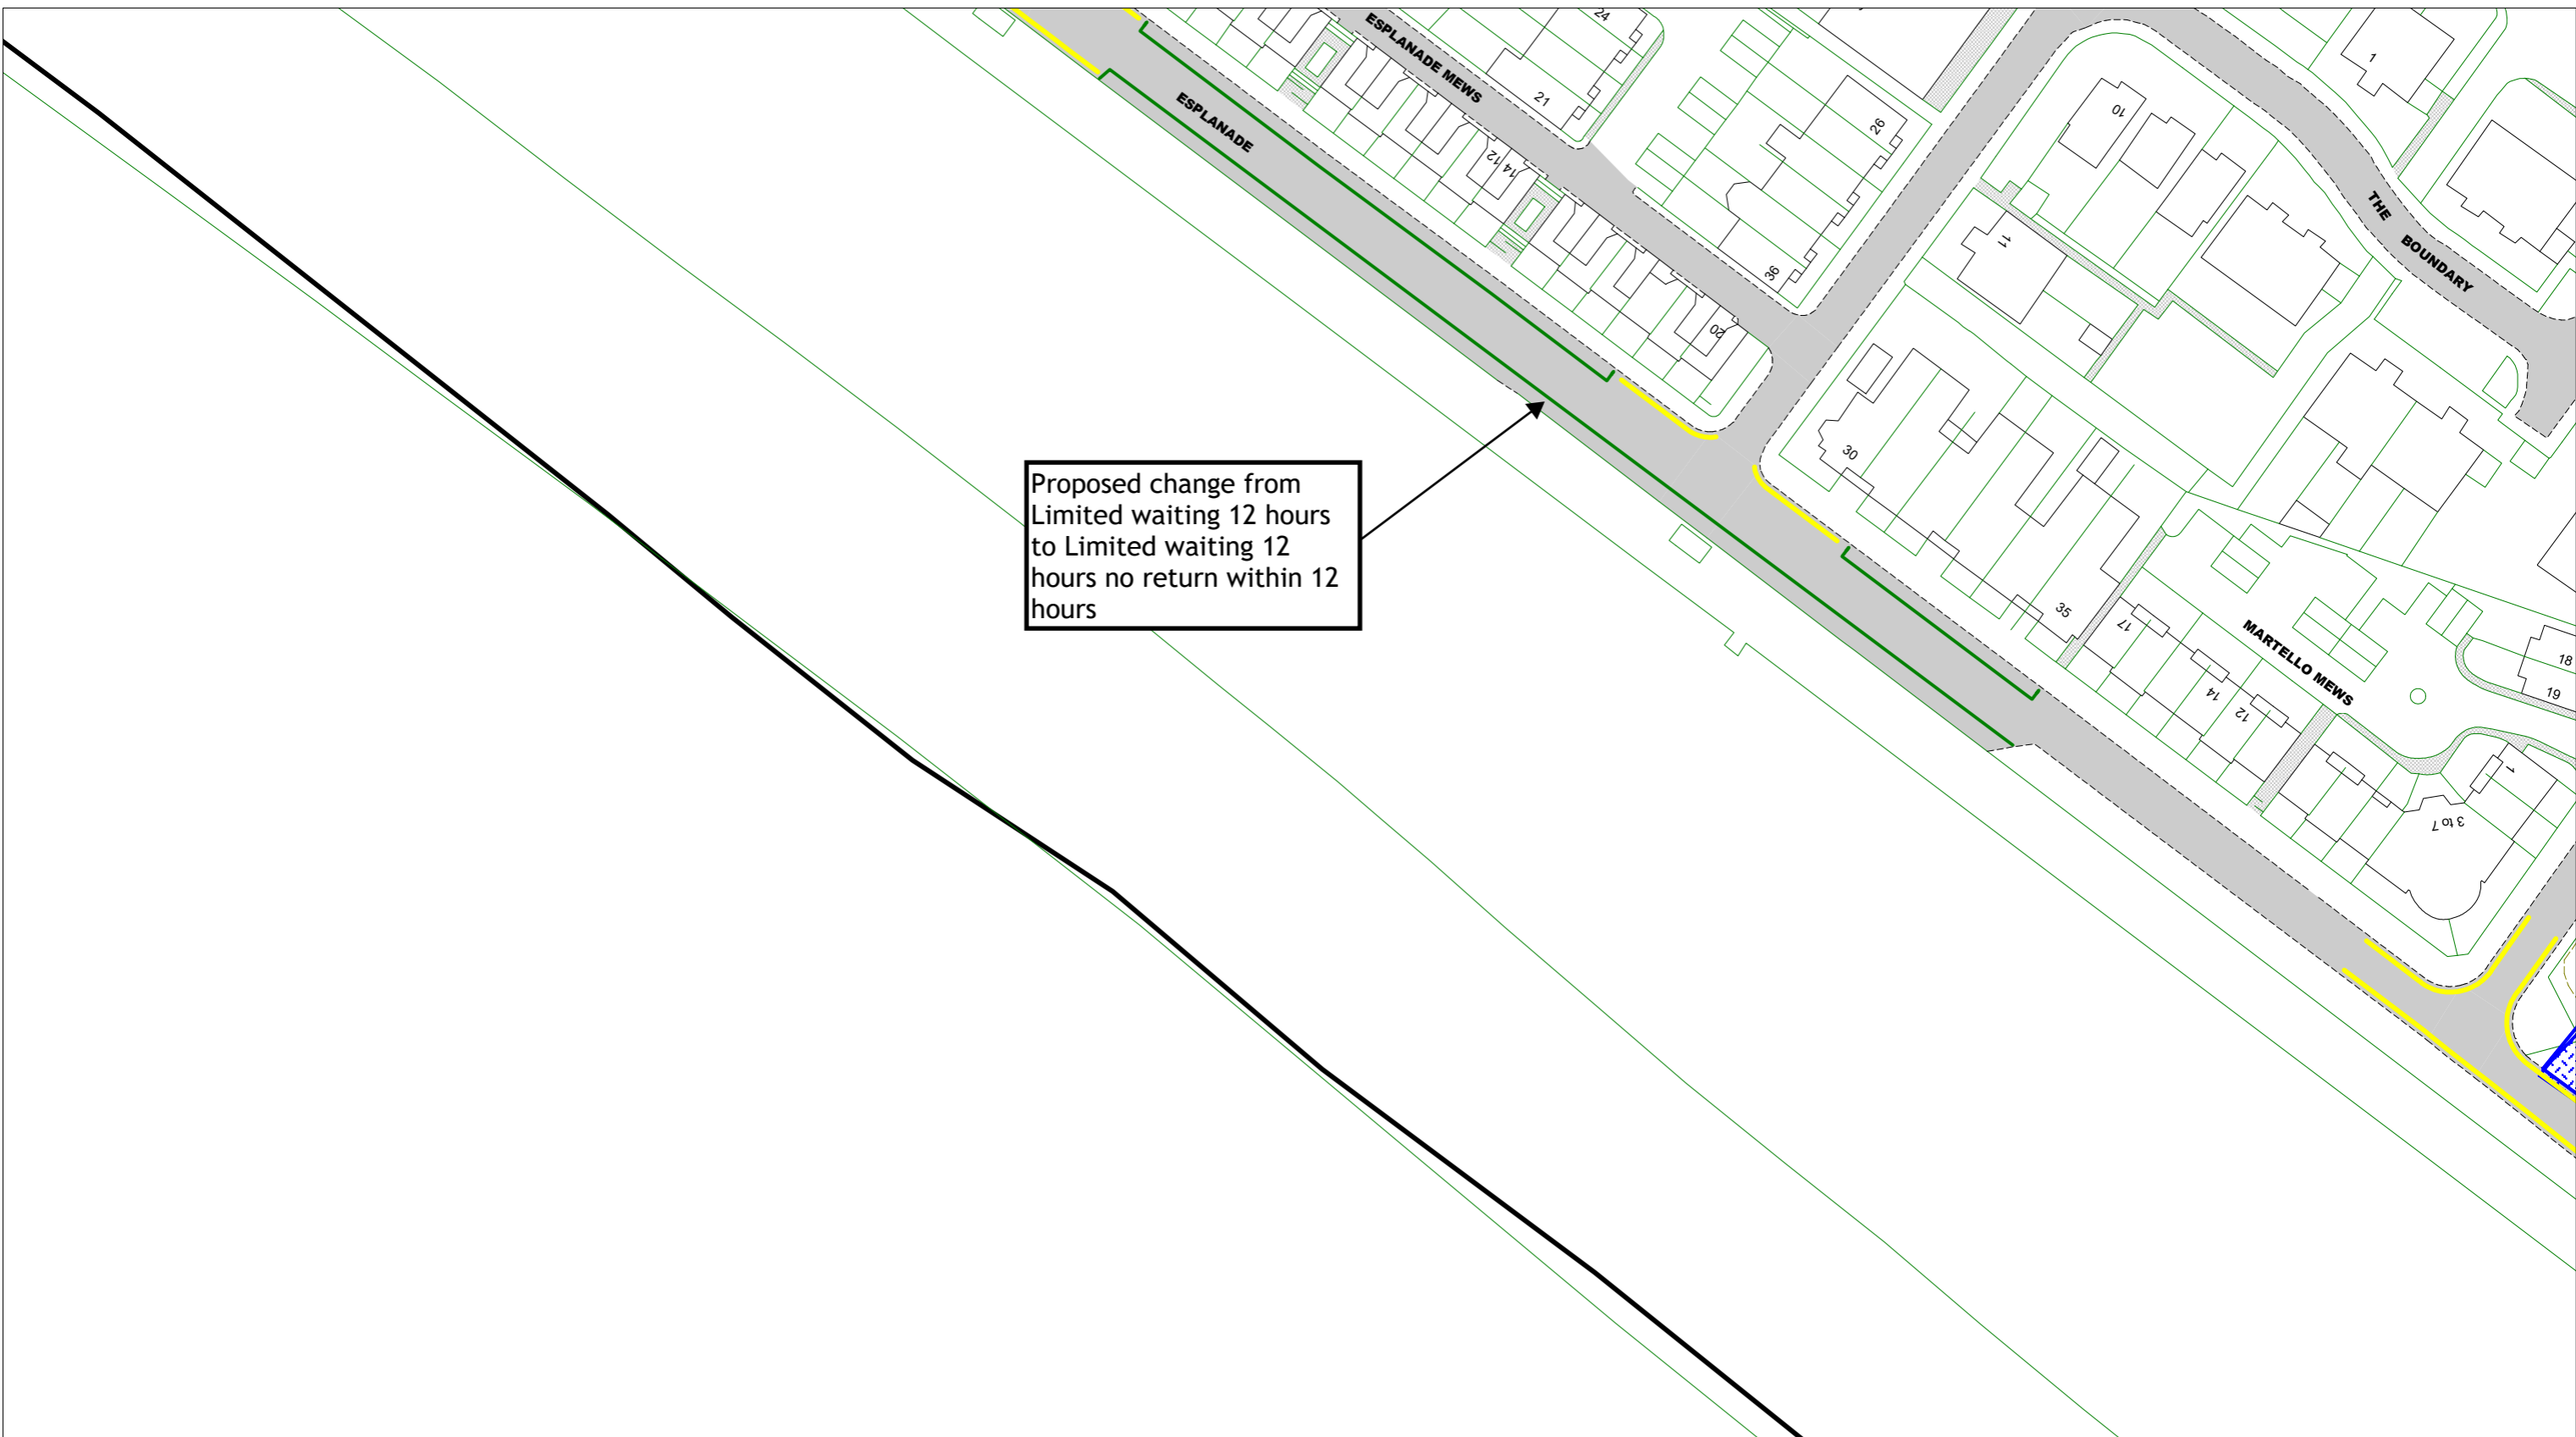 24
ESPLANADE MEWS
1
21
10
ESPLANADE
26
12
14
THE
BOUNDARY
11
36
20
30
Proposed change from
Limited waiting 12 hours
to Limited waiting 12
hours no return within 12
hours
35
17
MARTELLO MEWS
18
19
14
12
1
3 to 7